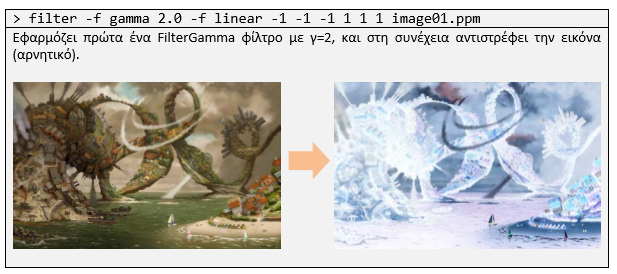 > filter -f gamma 2.0 -f linear -1 -1 -1 1 1 1 image01.ppm
Εφαρμόζει πρώτα ένα FilterGamma φίλτρο με γ=2, και στη συνέχεια αντιστρέφει την εικόνα
(αρνητικό).